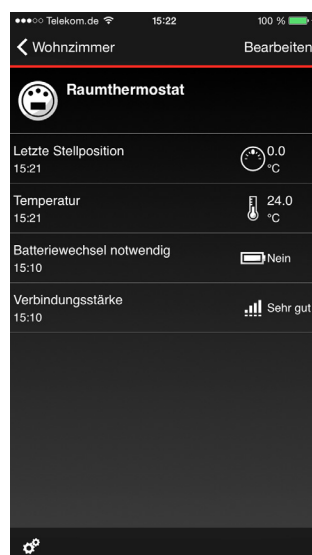 Telekom.de 15:22 100 %
Wohnzimmer Bearbeiten
Raumthermostat
Letzte Stellposition 0.0
15:21 °C
Temperatur 24.0
15:21 °C
Batteriewechsel notwendig Nein
15:10
Verbindungsstärke Sehr gut
15:10